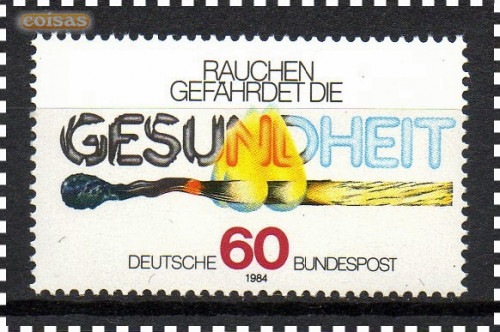 coisas
RAUCHEN
GEFÄHRDET DIE
GESUNDHEIT
DEUTSCHE 60 BUNDESPOST
1984